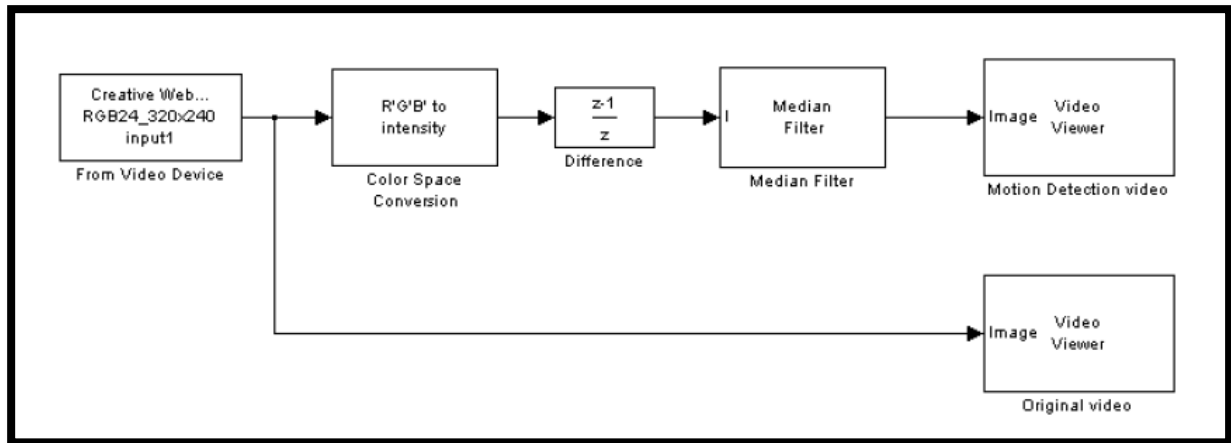 Creative Web...
RGB24_320x240
input1
From Video Device
R'G'B' to
intensity
Color Space
Conversion
z-1
z
Difference
I
Median
Filter
Median Filter
Image
Video
Viewer
Motion Detection video
Image
Video
Viewer
Original video